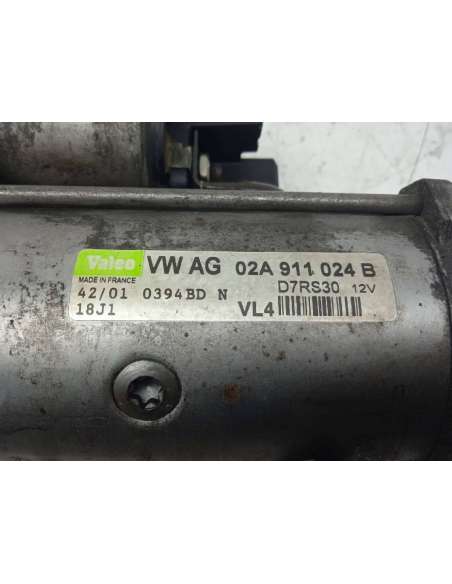 Valeo VW AG 02A 911 024 B
MADE IN FRANCE D7RS30 12V
42/01 0394BD N
18J1 VL4